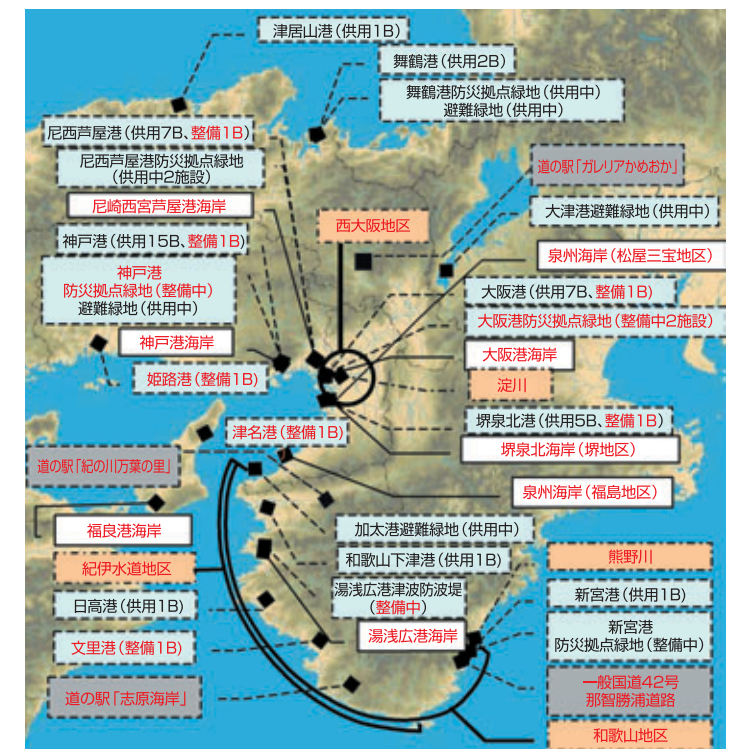 津居山港（供用1B）
舞鶴港（供用2B）
舞鶴港防災拠点緑地（供用中）
避難緑地（供用中）
尼西芦屋港（供用7B、整備1B）
尼西芦屋港防災拠点緑地
（供用中2施設）
道の駅「ガレリアかめおか」
尼崎西宮芦屋港海岸
西大阪地区
大津港避難緑地（供用中）
神戸港（供用15B、整備1B）
泉州海岸（松屋三宝地区）
神戸港
防災拠点緑地（整備中）
避難緑地（供用中）
大阪港（供用7B、整備1B）
大阪港防災拠点緑地（整備中2施設）
神戸港海岸
大阪港海岸
姫路港（整備1B）
淀川
堺泉北港（供用5B、整備1B）
津名港（整備1B）
堺泉北海岸（堺地区）
道の駅「紀の川万葉の里」
泉州海岸（福島地区）
福良港海岸
加太港避難緑地（供用中）
紀伊水道地区
和歌山下津港（供用1B）
熊野川
日高港（供用1B）
湯浅広港津波防波堤
（整備中）
新宮港（供用1B）
文里港（整備1B）
湯浅広港海岸
新宮港
防災拠点緑地（整備中）
道の駅「志原海岸」
一般国道42号
那智勝浦道路
和歌山地区